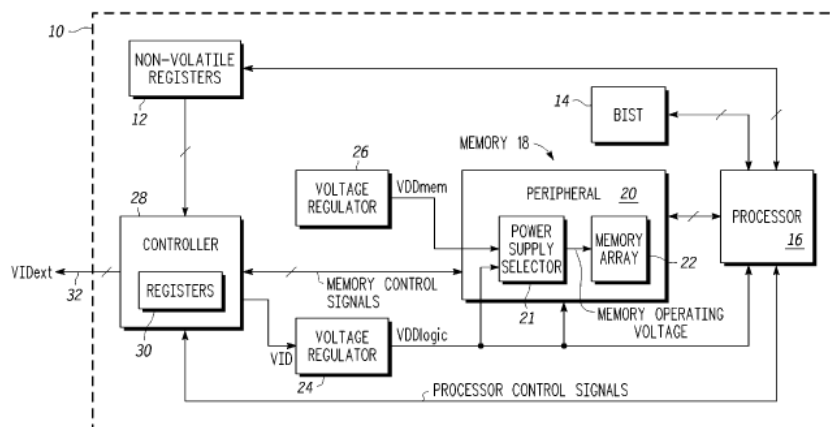 10
NON-VOLATILE
REGISTERS
12
14
BIST
MEMORY 18
26
VOLTAGE
REGULATOR
VDDmem
PERIPHERAL
20
28
CONTROLLER
POWER
SUPPLY
SELECTOR
MEMORY
ARRAY
22
PROCESSOR
16
VIDext
32
REGISTERS
30
MEMORY CONTROL
SIGNALS
21
MEMORY OPERATING
VOLTAGE
VID
VOLTAGE
REGULATOR
24
VDDlogic
PROCESSOR CONTROL SIGNALS